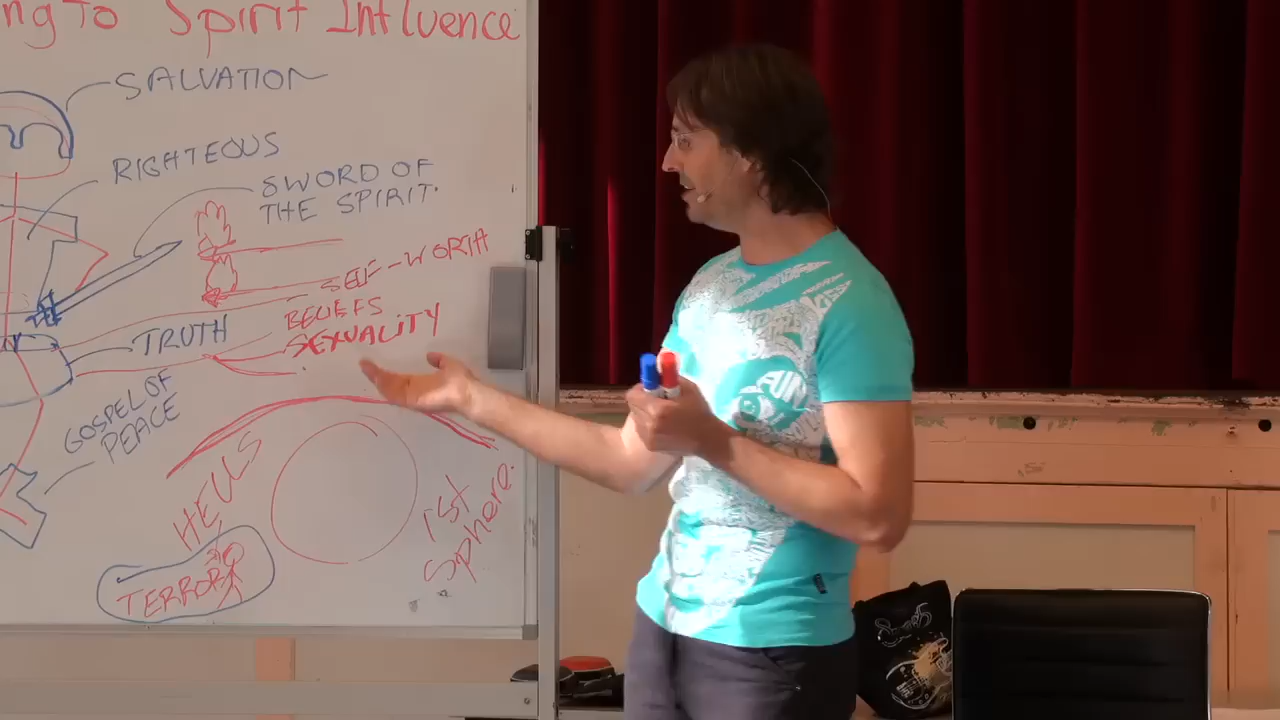 ng To Spirit Influence
SALVATION
RIGHTEOUS
SWORD OF
THE SPIRIT.
SELF-WORTH
BELIEFS
SEXUALITY
TRUTH
GOSPEL OF
PEACE
HELLS
1st
Sphere.
TERROR